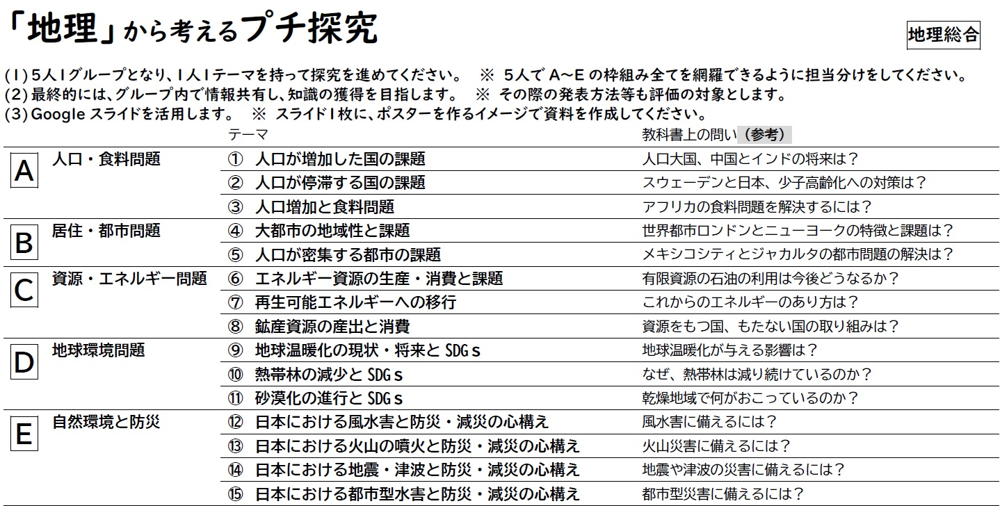 「地理」から考えるプチ探究
地理総合
(1)５人１グループとなり、１人１テーマを持って探究を進めてください。 ※ ５人で A～E の枠組み全てを網羅できるように担当分けをしてください。
(2)最終的には、グループ内で情報共有し、知識の獲得を目指します。 ※ その際の発表方法等も評価の対象とします。
(3)Google スライドを活用します。 ※ スライド１枚に、ポスターを作るイメージで資料を作成してください。
テーマ 教科書上の問い（参考）
A 人口・食料問題 ① 人口が増加した国の課題 人口大国、中国とインドの将来は？
② 人口が停滞する国の課題 スウェーデンと日本、少子高齢化への対策は？
③ 人口増加と食料問題 アフリカの食料問題を解決するには？
B 居住・都市問題 ④ 大都市の地域性と課題 世界都市ロンドンとニューヨークの特徴と課題は？
⑤ 人口が密集する都市の課題 メキシコシティとジャカルタの都市問題の解決は？
C 資源・エネルギー問題 ⑥ エネルギー資源の生産・消費と課題 有限資源の石油の利用は今後どうなるか？
⑦ 再生可能エネルギーへの移行 これからのエネルギーのあり方は？
⑧ 鉱産資源の産出と消費 資源をもつ国、もたない国の取り組みは？
D 地球環境問題 ⑨ 地球温暖化の現状・将来と SDGｓ 地球温暖化が与える影響は？
⑩ 熱帯林の減少と SDGｓ なぜ、熱帯林は減り続けているのか？
⑪ 砂漠化の進行と SDGｓ 乾燥地域で何がおこっているのか？
E 自然環境と防災 ⑫ 日本における風水害と防災・減災の心構え 風水害に備えるには？
⑬ 日本における火山の噴火と防災・減災の心構え 火山災害に備えるには？
⑭ 日本における地震・津波と防災・減災の心構え 地震や津波の災害に備えるには？
⑮ 日本における都市型水害と防災・減災の心構え 都市型災害に備えるには？